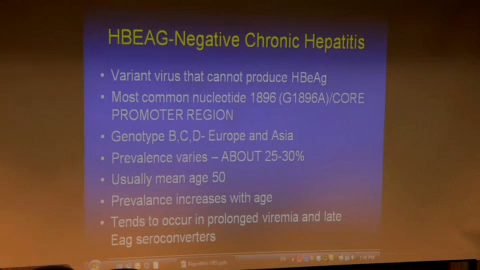 HBEAG-Negative Chronic Hepatitis
• Variant virus that cannot produce HBeAg
• Most common nucleotide 1896 (G1896A)/CORE
PROMOTER REGION
• Genotype B,C,D- Europe and Asia
• Prevalence varies – ABOUT 25-30%
• Usually mean age 50
• Prevalance increases with age
• Tends to occur in prolonged viremia and late
Eag seroconverters